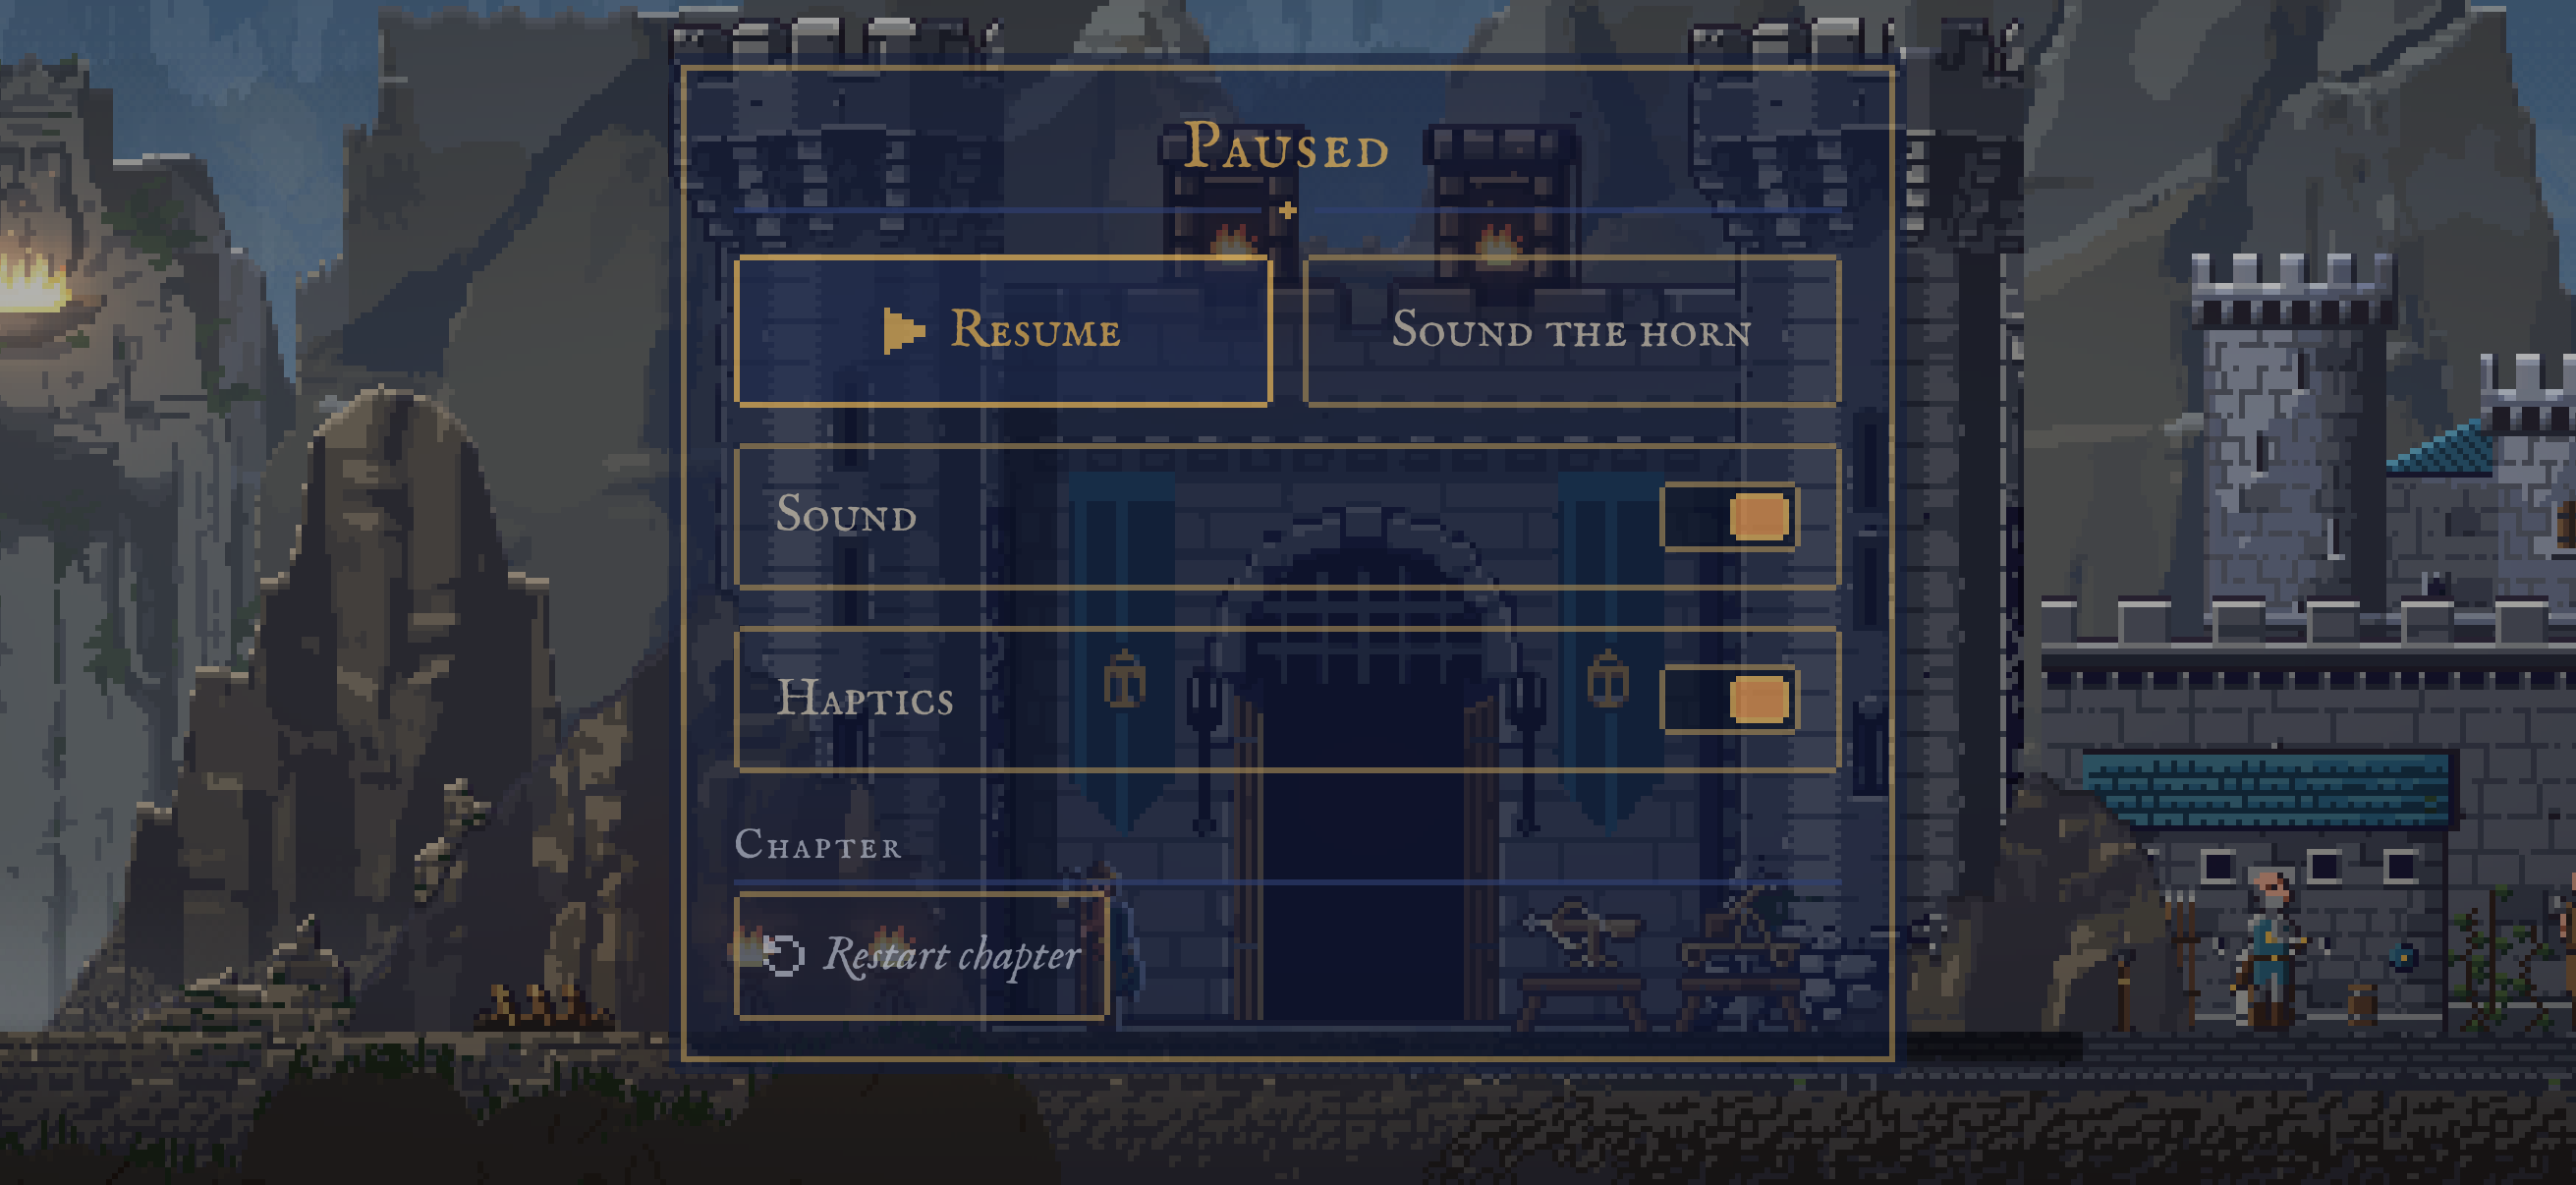 Paused
Resume
Sound the horn
Sound
Haptics
Chapter
Restart chapter